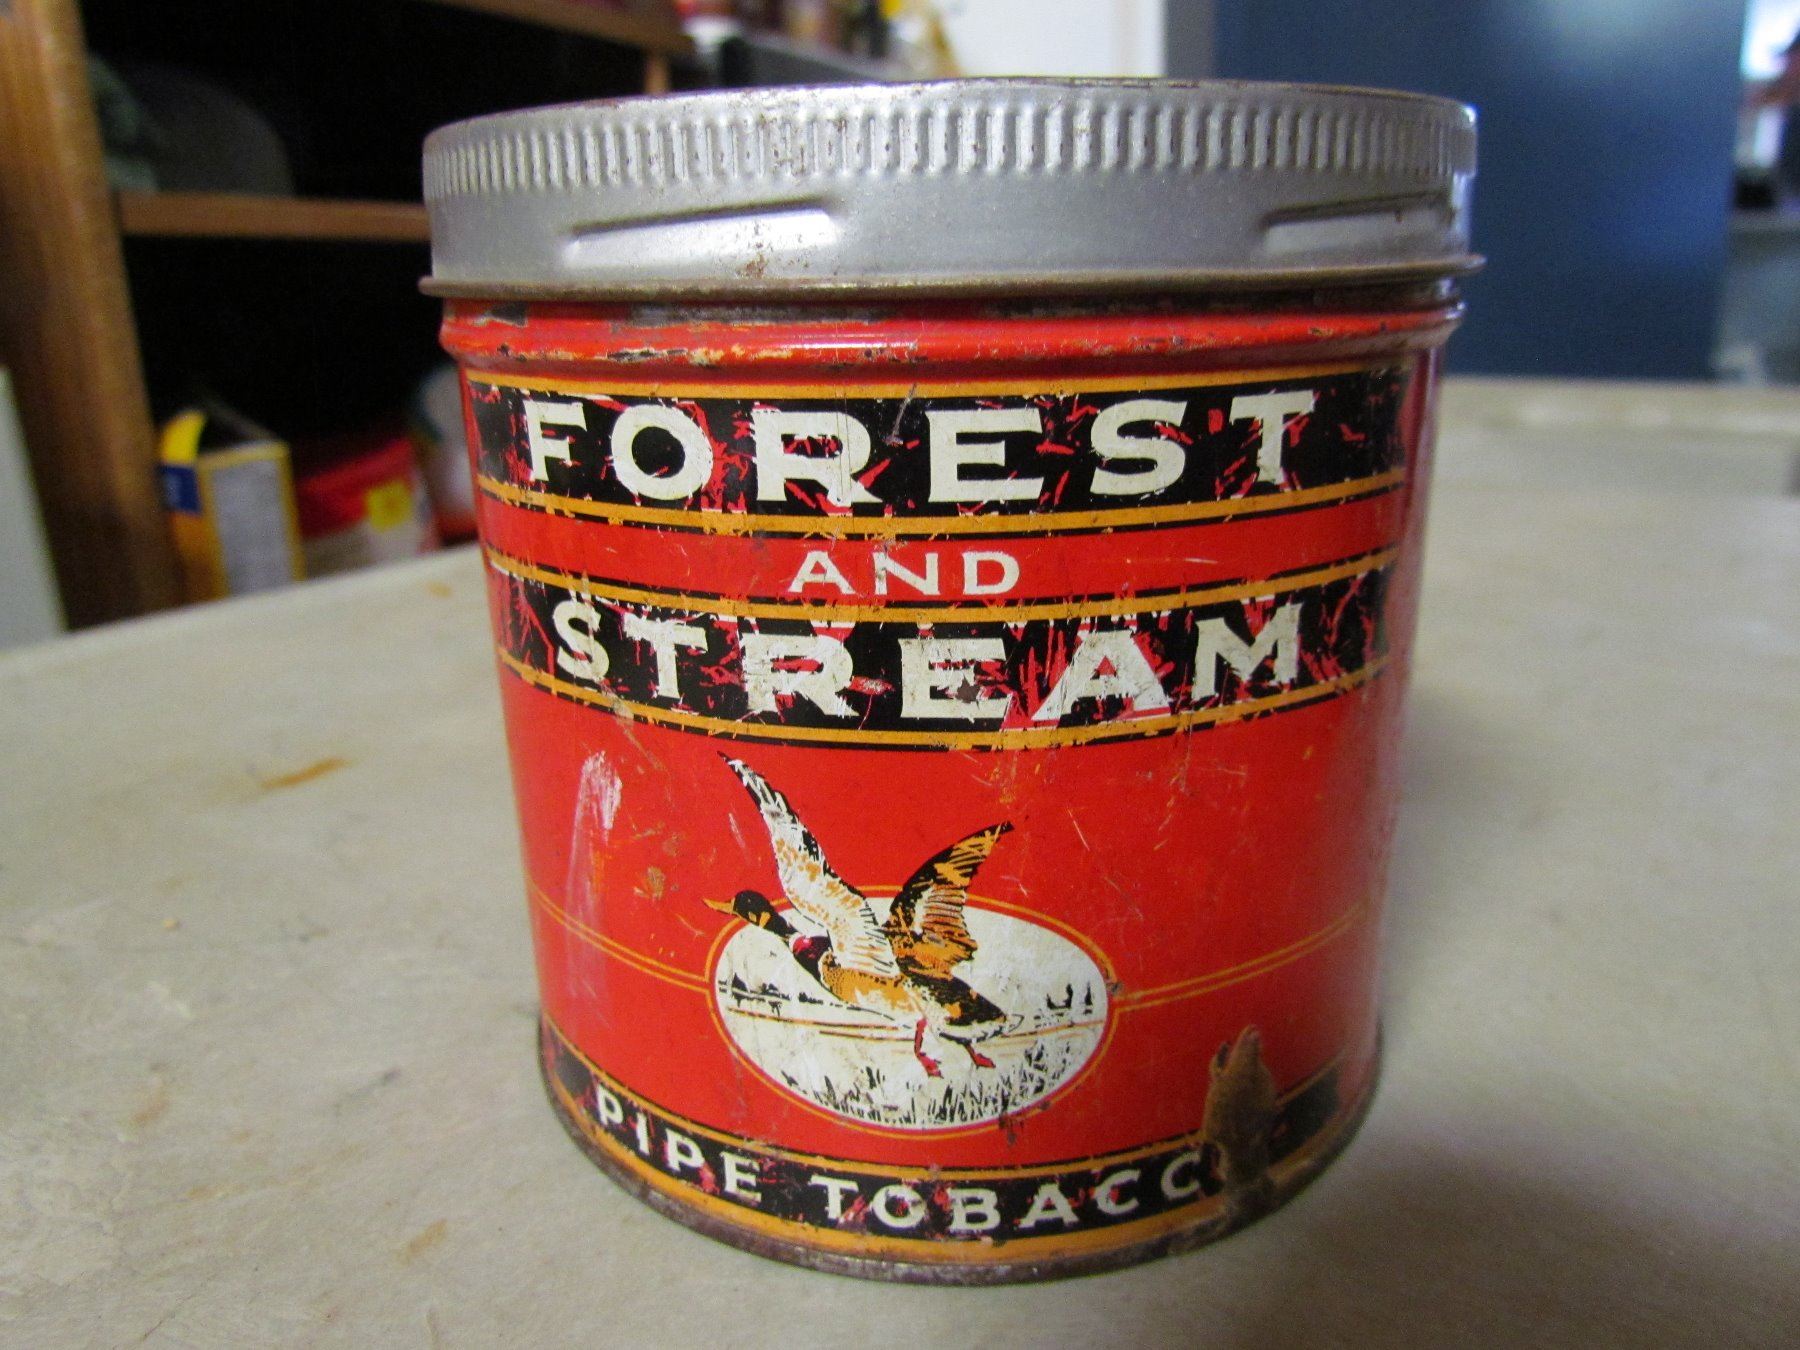 FOREST
AND
STREAM
PIPE TOBACC